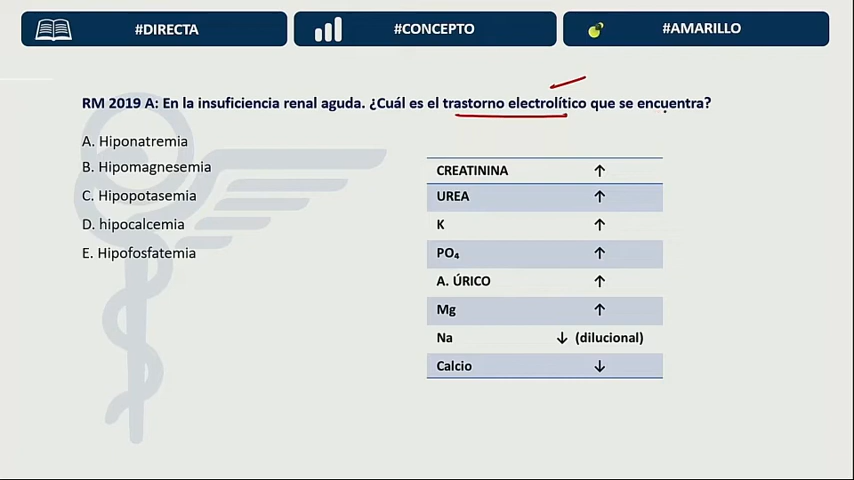 #DIRECTA
#CONCEPTO
#AMARILLO
RM 2019 A: En la insuficiencia renal aguda. ¿Cuál es el trastorno electrolítico que se encuentra?
A. Hiponatremia
B. Hipomagnesemia
C. Hipopotasemia
D. hipocalcemia
E. Hipofosfatemia
CREATININA ↑
UREA ↑
K ↑
PO₄ ↑
A. ÚRICO ↑
Mg ↑
Na ↓ (dilucional)
Calcio ↓